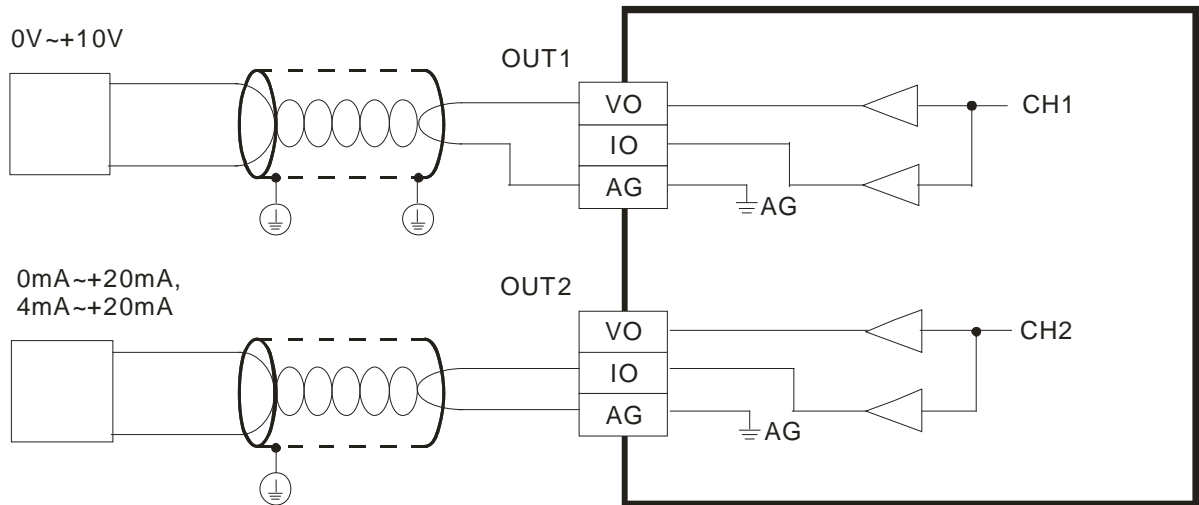 0V~+10V
OUT1
VO
IO
AG
AG
CH1
0mA~+20mA,
4mA~+20mA
OUT2
VO
IO
AG
AG
CH2